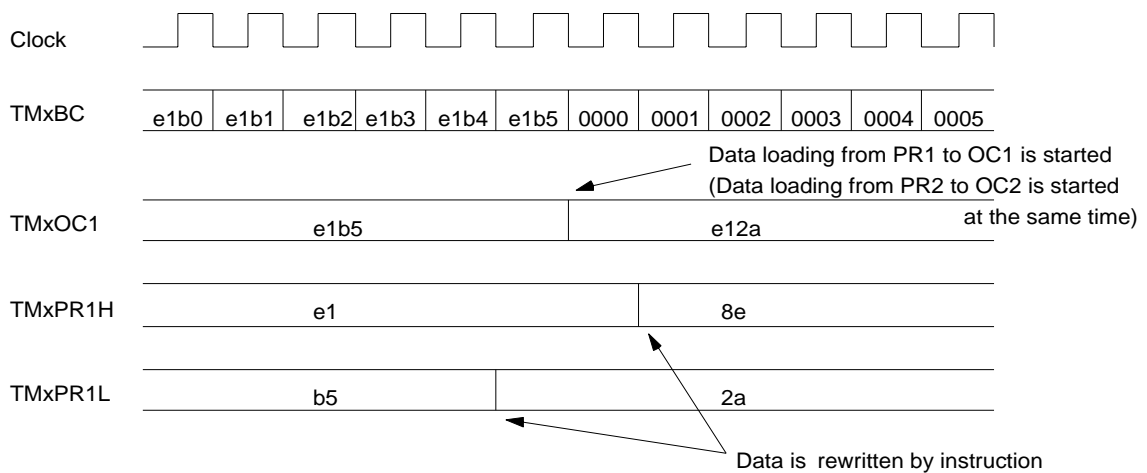 Clock
TMxBC e1b0 e1b1 e1b2 e1b3 e1b4 e1b5 0000 0001 0002 0003 0004 0005
Data loading from PR1 to OC1 is started
(Data loading from PR2 to OC2 is started
at the same time)
TMxOC1 e1b5 e12a
TMxPR1H e1 8e
TMxPR1L b5 2a
Data is rewritten by instruction